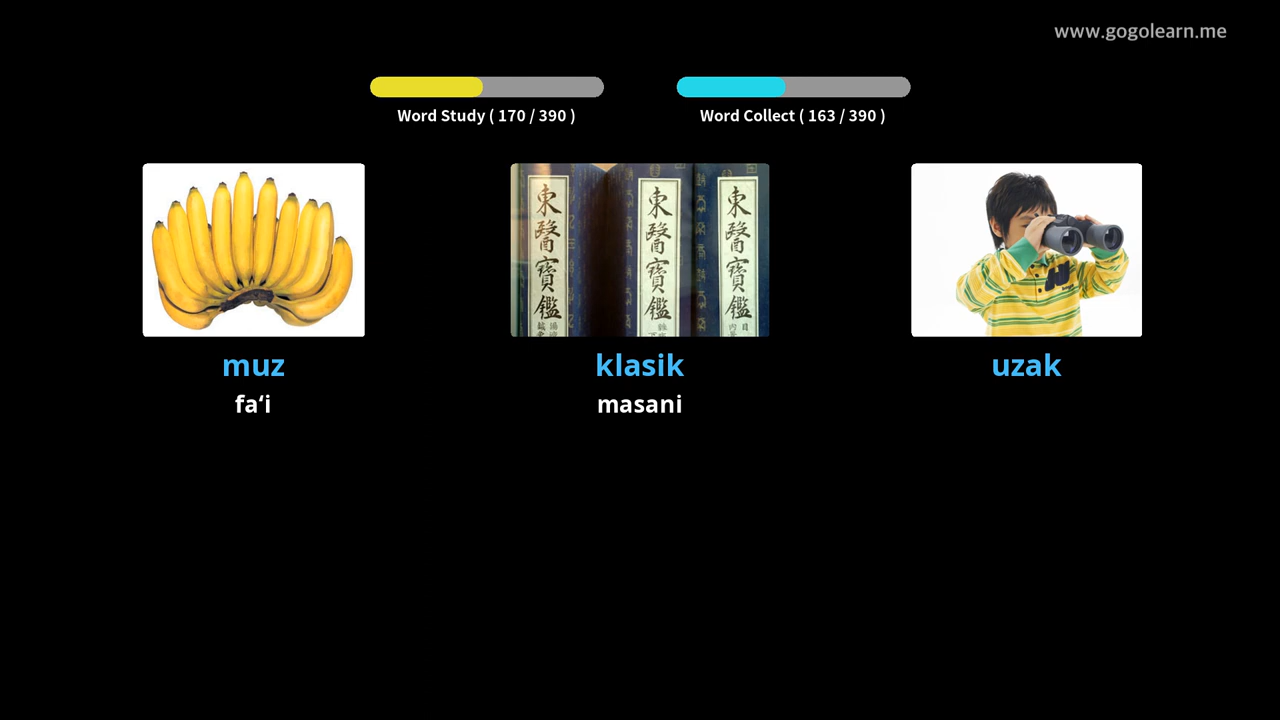 www.gogolearn.me
Word Study ( 170 / 390 )
Word Collect ( 163 / 390 )
東醫寶鑑
東醫寶鑑
東醫寶鑑
muz
klasik
uzak
fa‘i
masani